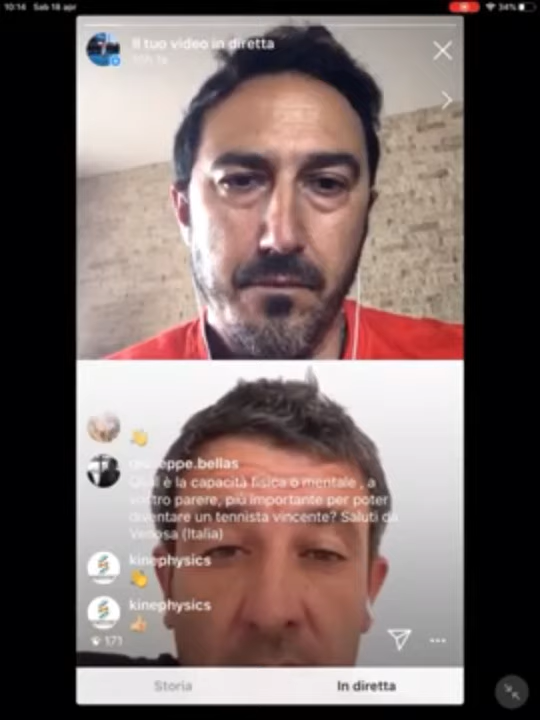 10:14 Sab 18 apr
34%
Il tuo video in diretta
giuseppe.bellas
Qual è la capacità fisica o mentale , a
vostro parere, più importante per poter
diventare un tennista vincente? Saluti da
Venosa (Italia)
kinephysics
kinephysics
171
Storia
In diretta